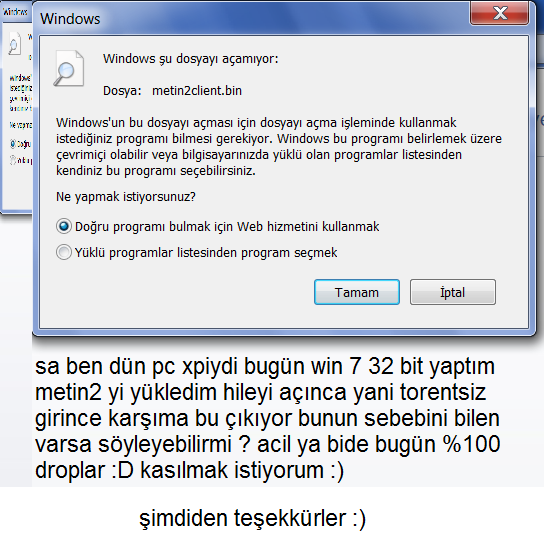 Windows
Windows şu dosyayı açamıyor:
Dosya: metin2client.bin
Windows'un bu dosyayı açması için dosyayı açma işleminde kullanmak
istediğiniz programı bilmesi gerekiyor. Windows bu programı belirlemek üzere
çevrimiçi olabilir veya bilgisayarınızda yüklü olan programlar listesinden
kendiniz bu programı seçebilirsiniz.
Ne yapmak istiyorsunuz?
Doğru programı bulmak için Web hizmetini kullanmak
Yüklü programlar listesinden program seçmek
Tamam
İptal
sa ben dün pc xpiydi bugün win 7 32 bit yaptım
metin2 yi yükledim hileyi açınca yani torentsiz
girince karşıma bu çıkıyor bunun sebebini bilen
varsa söyleyebilirmi ? acil ya bide bugün %100
droplar :D kasılmak istiyorum :)
şimdiden teşekkürler :)